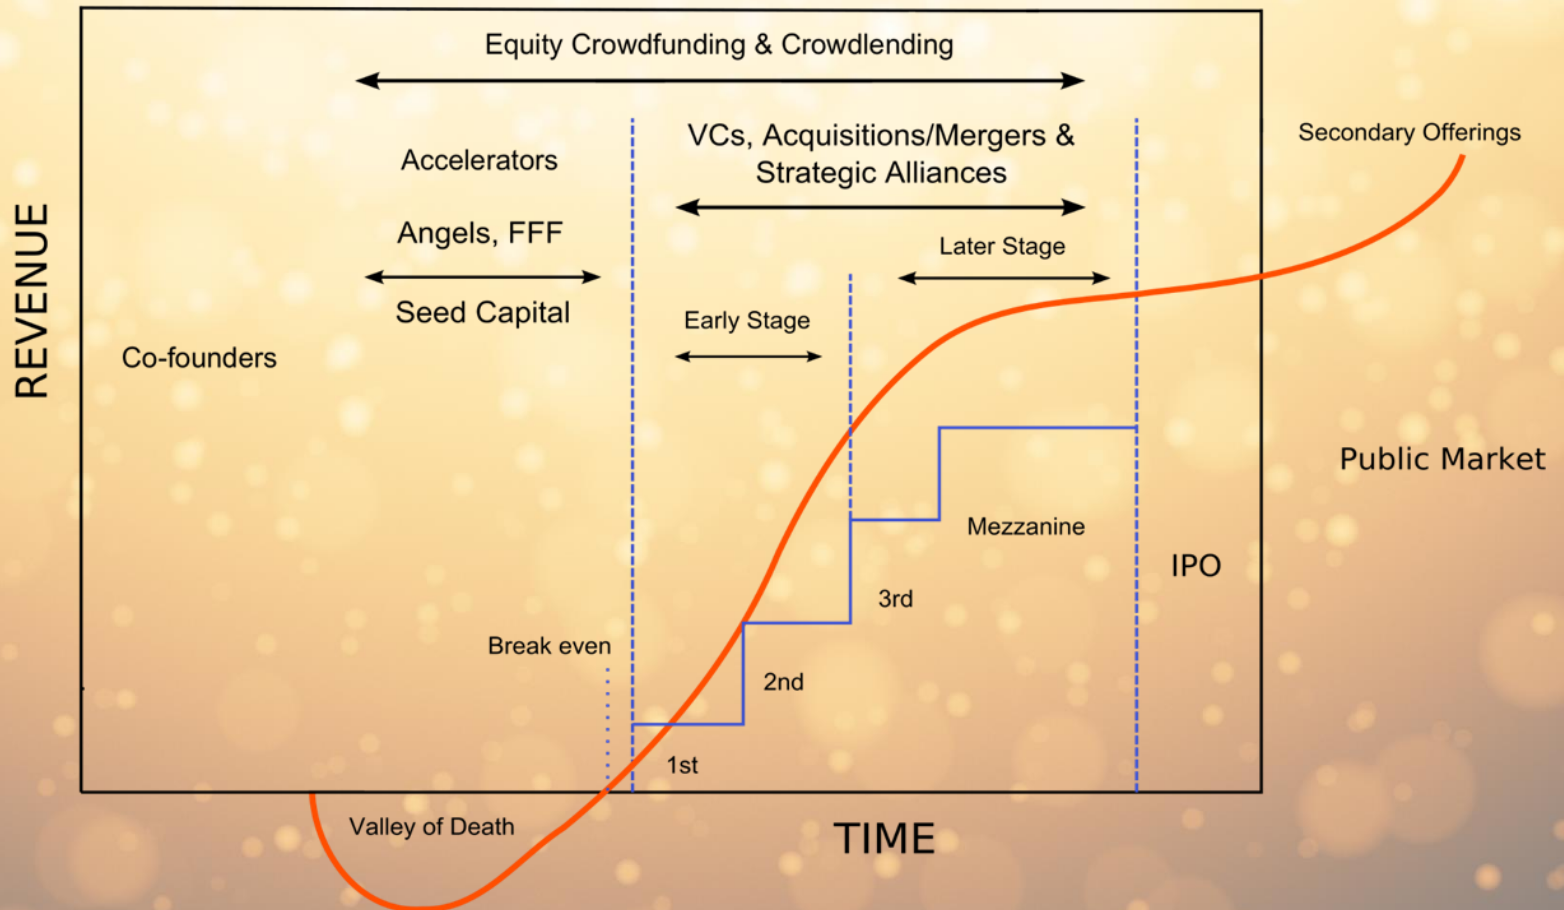 Equity Crowdfunding & Crowdlending
VCs, Acquisitions/Mergers &
Strategic Alliances
Secondary Offerings
Accelerators
Angels, FFF
Later Stage
Seed Capital
Early Stage
REVENUE
Co-founders
Public Market
Mezzanine
IPO
3rd
Break even
2nd
1st
Valley of Death
TIME